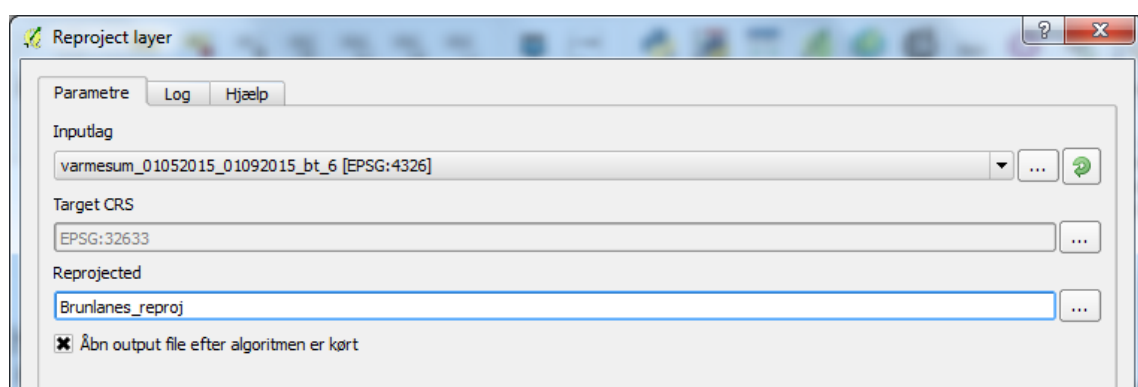 Reproject layer
Parametre Log Hjælp
Inputlag
varmesum_01052015_01092015_bt_6 [EPSG:4326]
...
Target CRS
EPSG:32633
...
Reprojected
Brunlanes_reproj
...
Åbn output file efter algoritmen er kørt